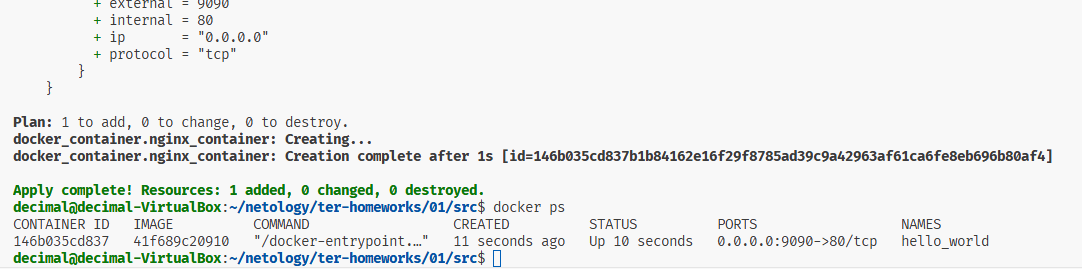 + external = 9090
+ internal = 80
+ ip       = "0.0.0.0"
+ protocol = "tcp"
}
}
Plan: 1 to add, 0 to change, 0 to destroy.
docker_container.nginx_container: Creating...
docker_container.nginx_container: Creation complete after 1s [id=146b035cd837b1b84162e16f29f8785ad39c9a42963af61ca6fe8eb696b80af4]
Apply complete! Resources: 1 added, 0 changed, 0 destroyed.
decimal@decimal-VirtualBox:~/netology/ter-homeworks/01/src$ docker ps
CONTAINER ID   IMAGE          COMMAND                  CREATED          STATUS          PORTS                  NAMES
146b035cd837   41f689c20910   "/docker-entrypoint.…"   11 seconds ago   Up 10 seconds   0.0.0.0:9090->80/tcp   hello_world
decimal@decimal-VirtualBox:~/netology/ter-homeworks/01/src$